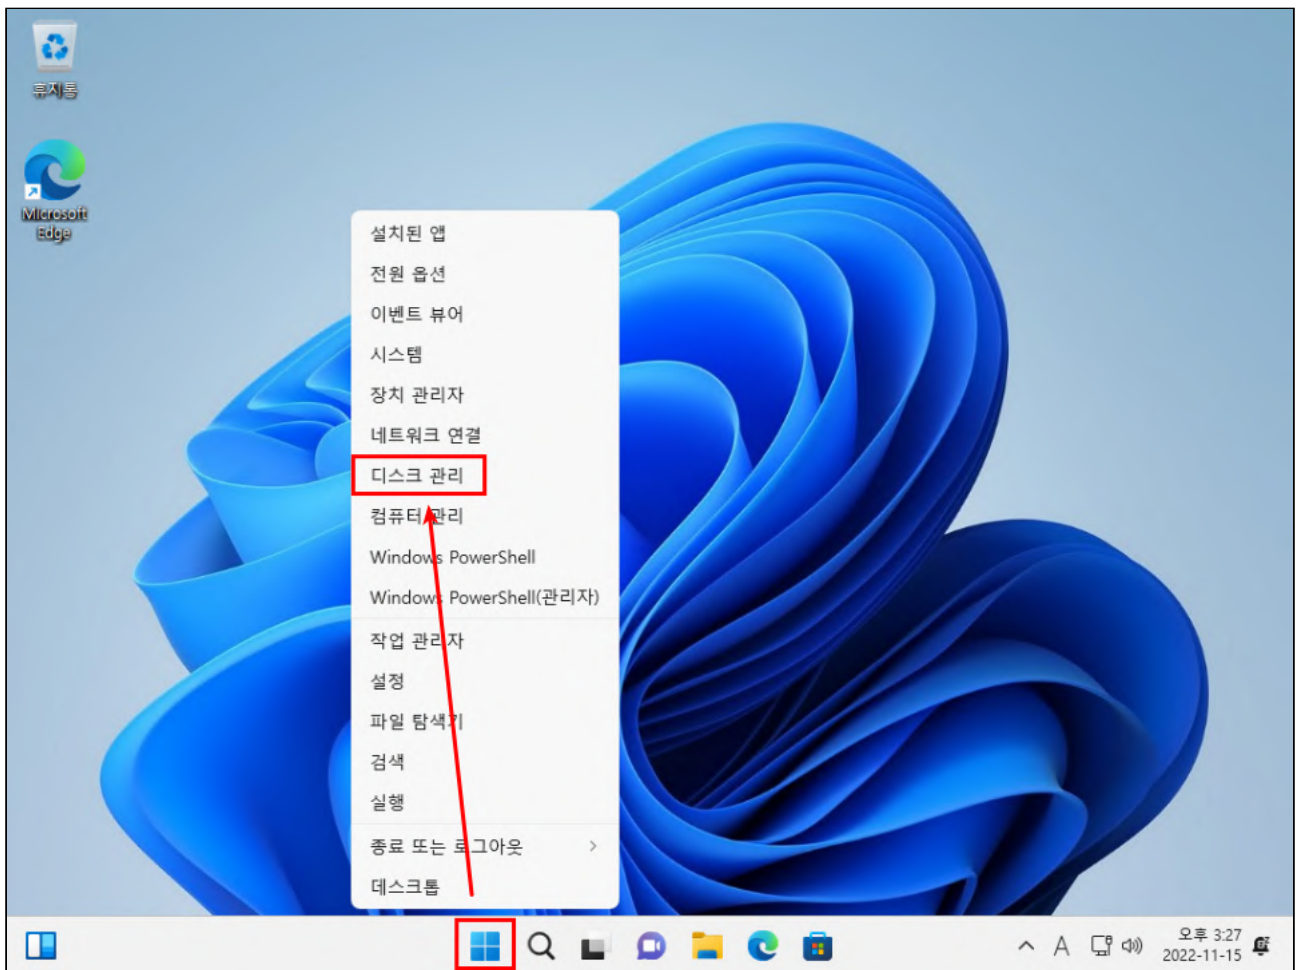 휴지통
Microsoft
Edge
설치된 앱
전원 옵션
이벤트 뷰어
시스템
장치 관리자
네트워크 연결
디스크 관리
컴퓨터 관리
Windows PowerShell
Windows PowerShell(관리자)
작업 관리자
설정
파일 탐색기
검색
실행
종료 또는 로그아웃
데스크톱
A
오후 3:27
2022-11-15